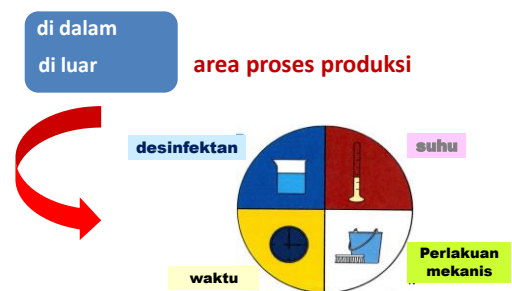 di dalam
di luar
area proses produksi
desinfektan
suhu
waktu
Perlakuan
mekanis